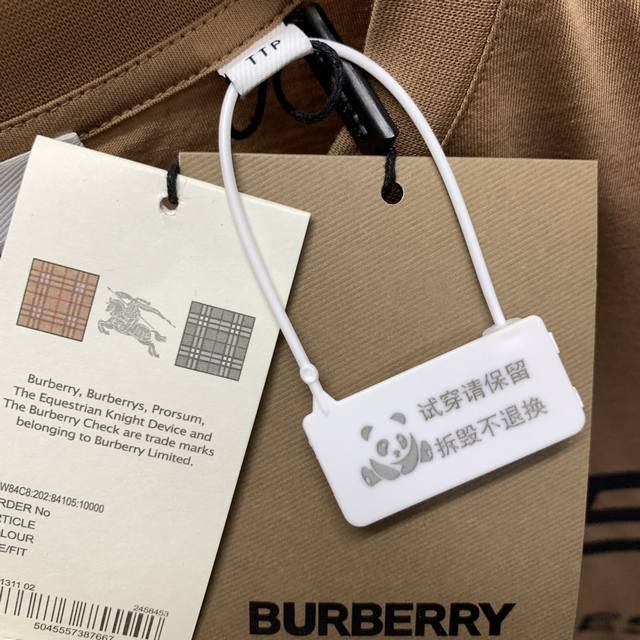 TTP
Burberry, Burberrys, Prorsum,
The Equestrian Knight Device and
The Burberry Check are trade marks
belonging to Burberry Limited.
W84C8:202:84105:10000
RDER No
RTICLE
LOUR
E/FIT
1311 02
2458453
5045557387667
试穿请保留
拆毁不退换
BURBERRY